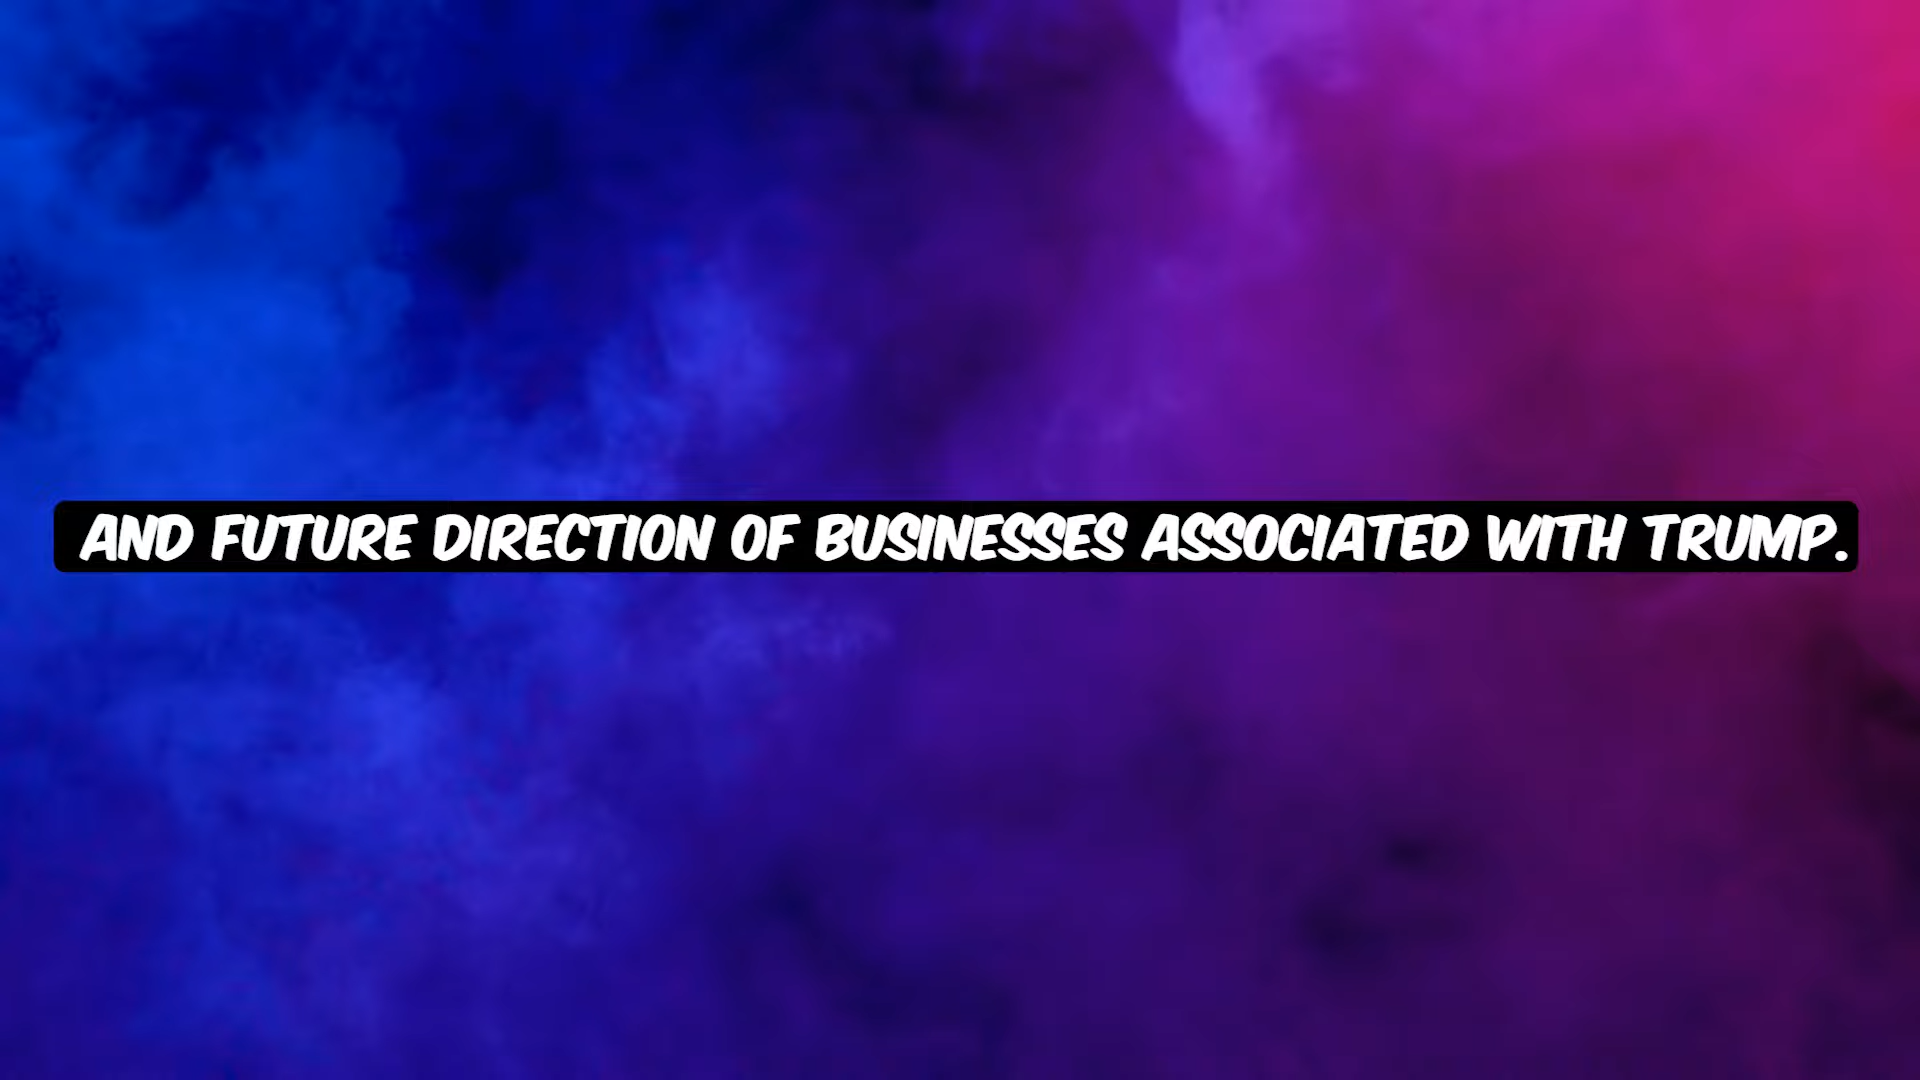 AND FUTURE DIRECTION OF BUSINESSES ASSOCIATED WITH TRUMP.